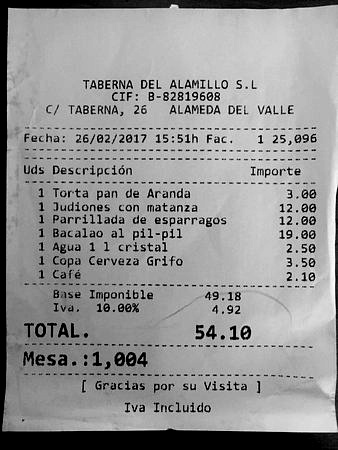 TABERNA DEL ALAMILLO S.L
CIF: B-82819608
C/ TABERNA, 26 ALAMEDA DEL VALLE
Fecha: 26/02/2017 15:51h Fac. 1 25,096
Uds Descripción Importe
1 Torta pan de Aranda 3.00
1 Judiones con matanza 12.00
1 Parrillada de esparragos 12.00
1 Bacalao al pil-pil 19.00
1 Agua 1 l cristal 2.50
1 Copa Cerveza Grifo 3.50
1 Café 2.10
Base Imponible 49.18
Iva. 10.00% 4.92
TOTAL. 54.10
Mesa.:1,004
[ Gracias por su Visita ]
Iva Incluido